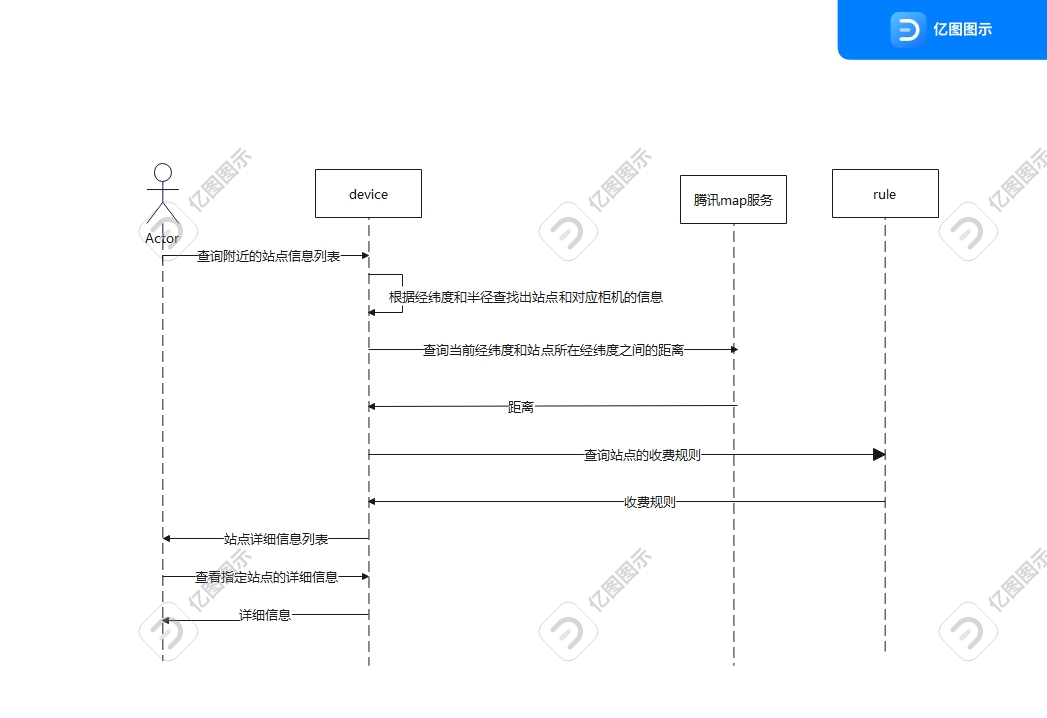 亿图图示
亿图图示
亿图图示
亿图图示
device
腾讯map服务
rule
Actor
查询附近的站点信息列表
根据经纬度和半径查找出站点和对应柜机的信息
查询当前经纬度和站点所在经纬度之间的距离
距离
查询站点的收费规则
收费规则
站点详细信息列表
亿图图示
亿图图示
亿图图示
查看指定站点的详细信息
详细信息